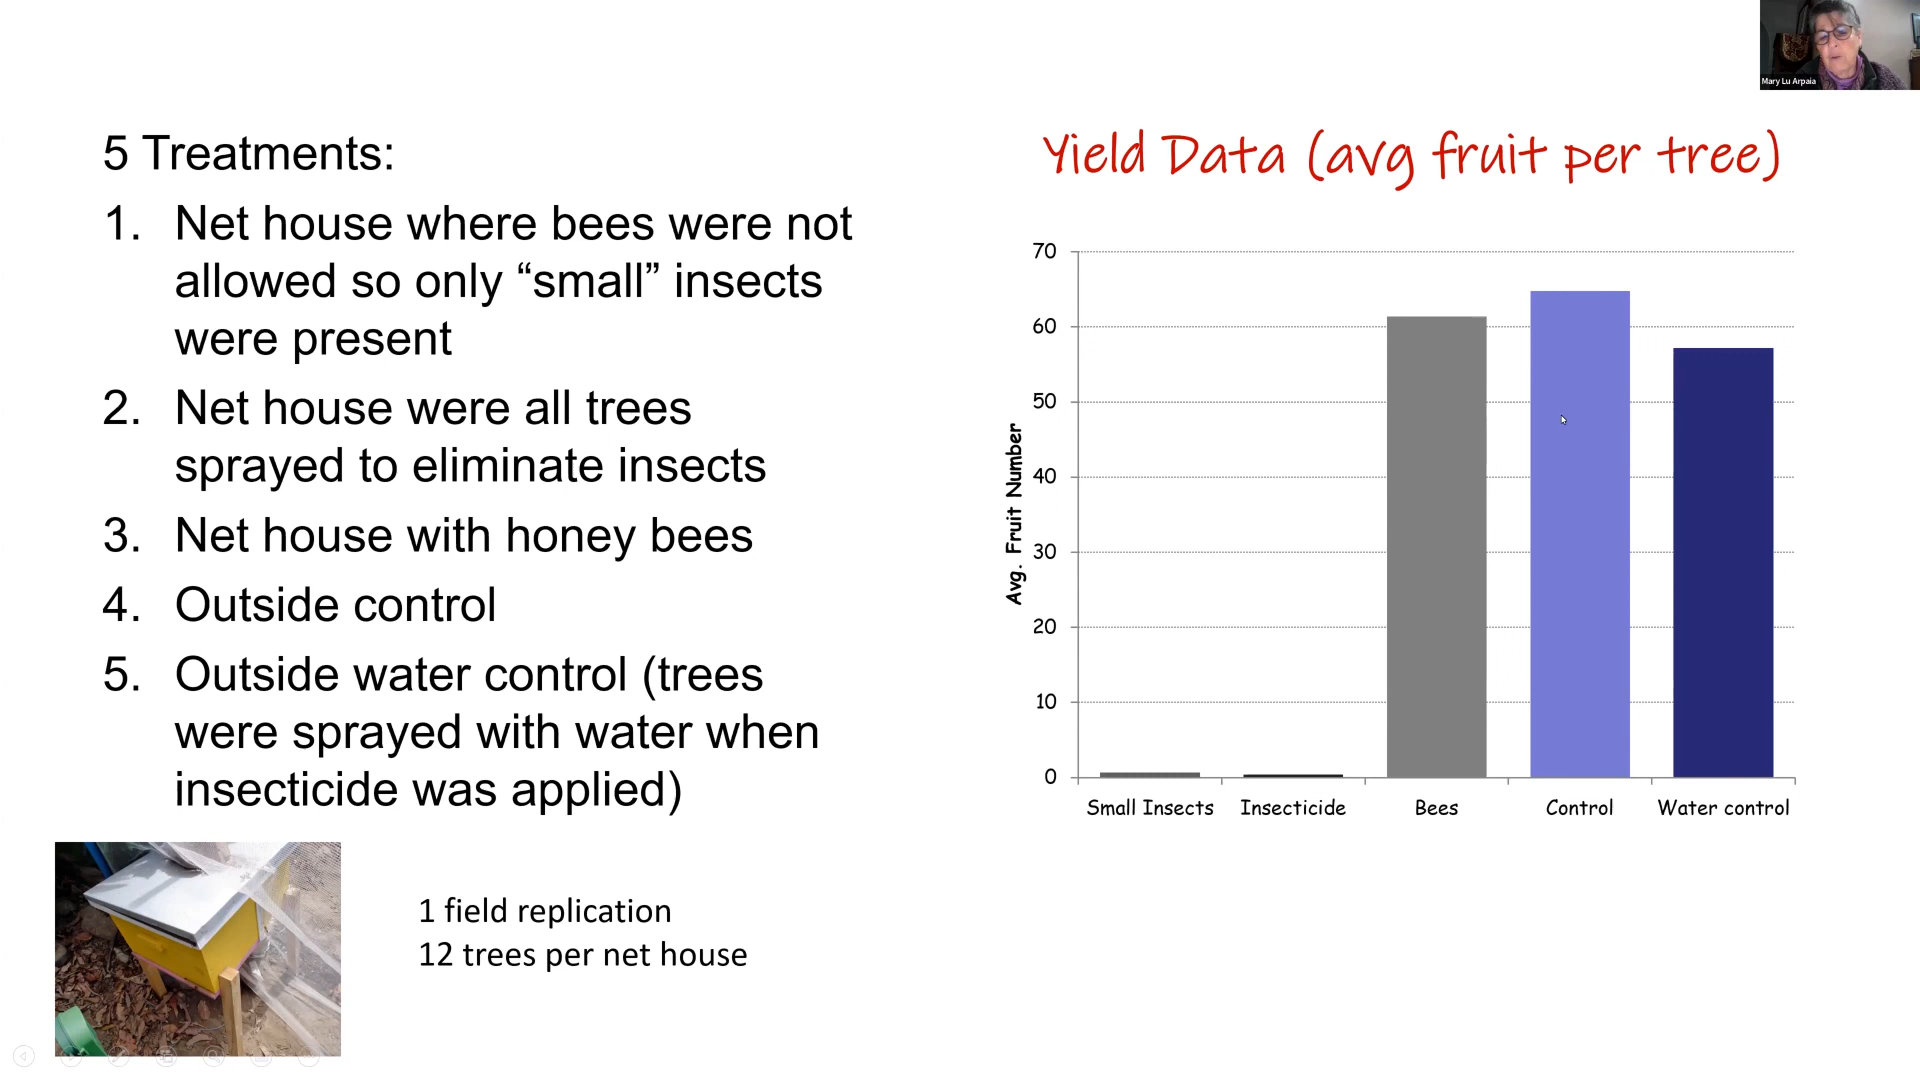 Mary Lu Arpaia
5 Treatments:
1. Net house where bees were not
allowed so only “small” insects
were present
2. Net house were all trees
sprayed to eliminate insects
3. Net house with honey bees
4. Outside control
5. Outside water control (trees
were sprayed with water when
insecticide was applied)
1 field replication
12 trees per net house
Yield Data (avg fruit per tree)
Avg. Fruit Number
70
60
50
40
30
20
10
0
Small Insects Insecticide Bees Control Water control